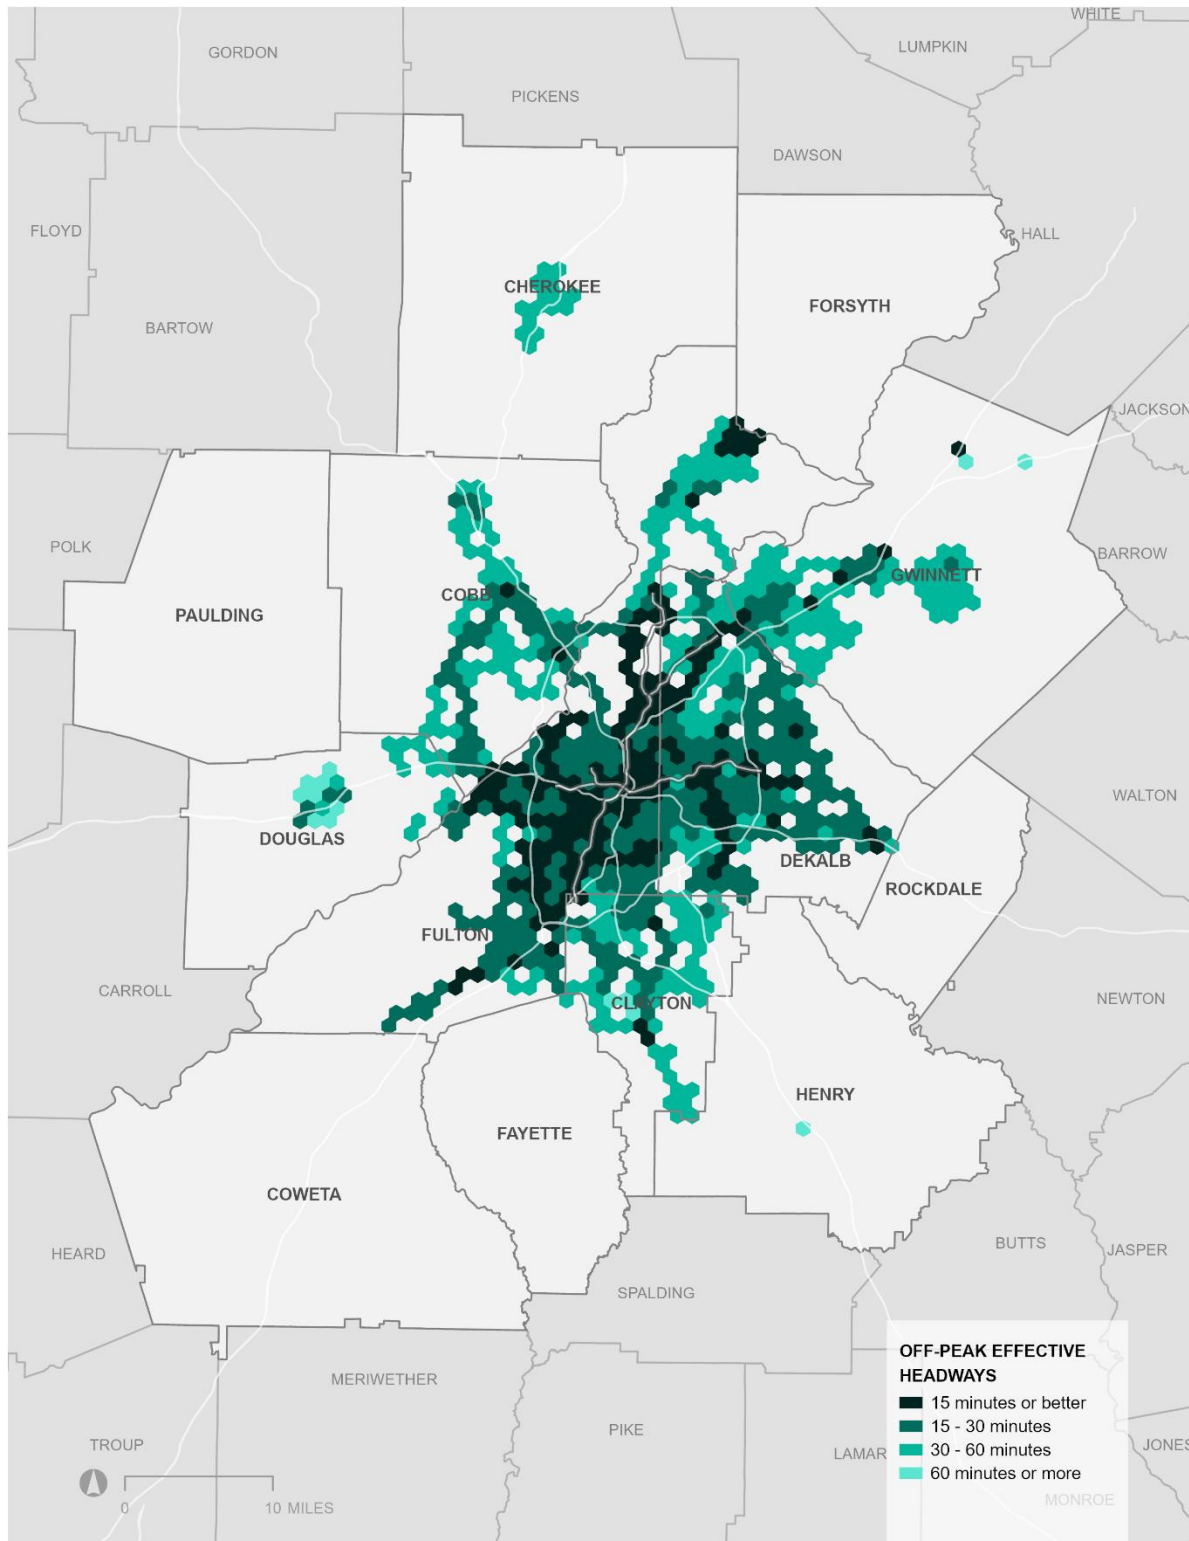 WHITE
GORDON
LUMPKIN
PICKENS
DAWSON
FLOYD
HALL
CHEROKEE
FORSYTH
BARTOW
JACKSON
POLK
BARROW
GWINNETT
COBB
PAULDING
WALTON
DOUGLAS
DEKALB
ROCKDALE
FULTON
CARROLL
NEWTON
CLAYTON
HENRY
FAYETTE
COWETA
BUTTS
JASPER
HEARD
SPALDING
OFF-PEAK EFFECTIVE
HEADWAYS
15 minutes or better
15 - 30 minutes
30 - 60 minutes
60 minutes or more
MERIWETHER
PIKE
TROUP
LAMAR
JONES
MONROE
0 10 MILES